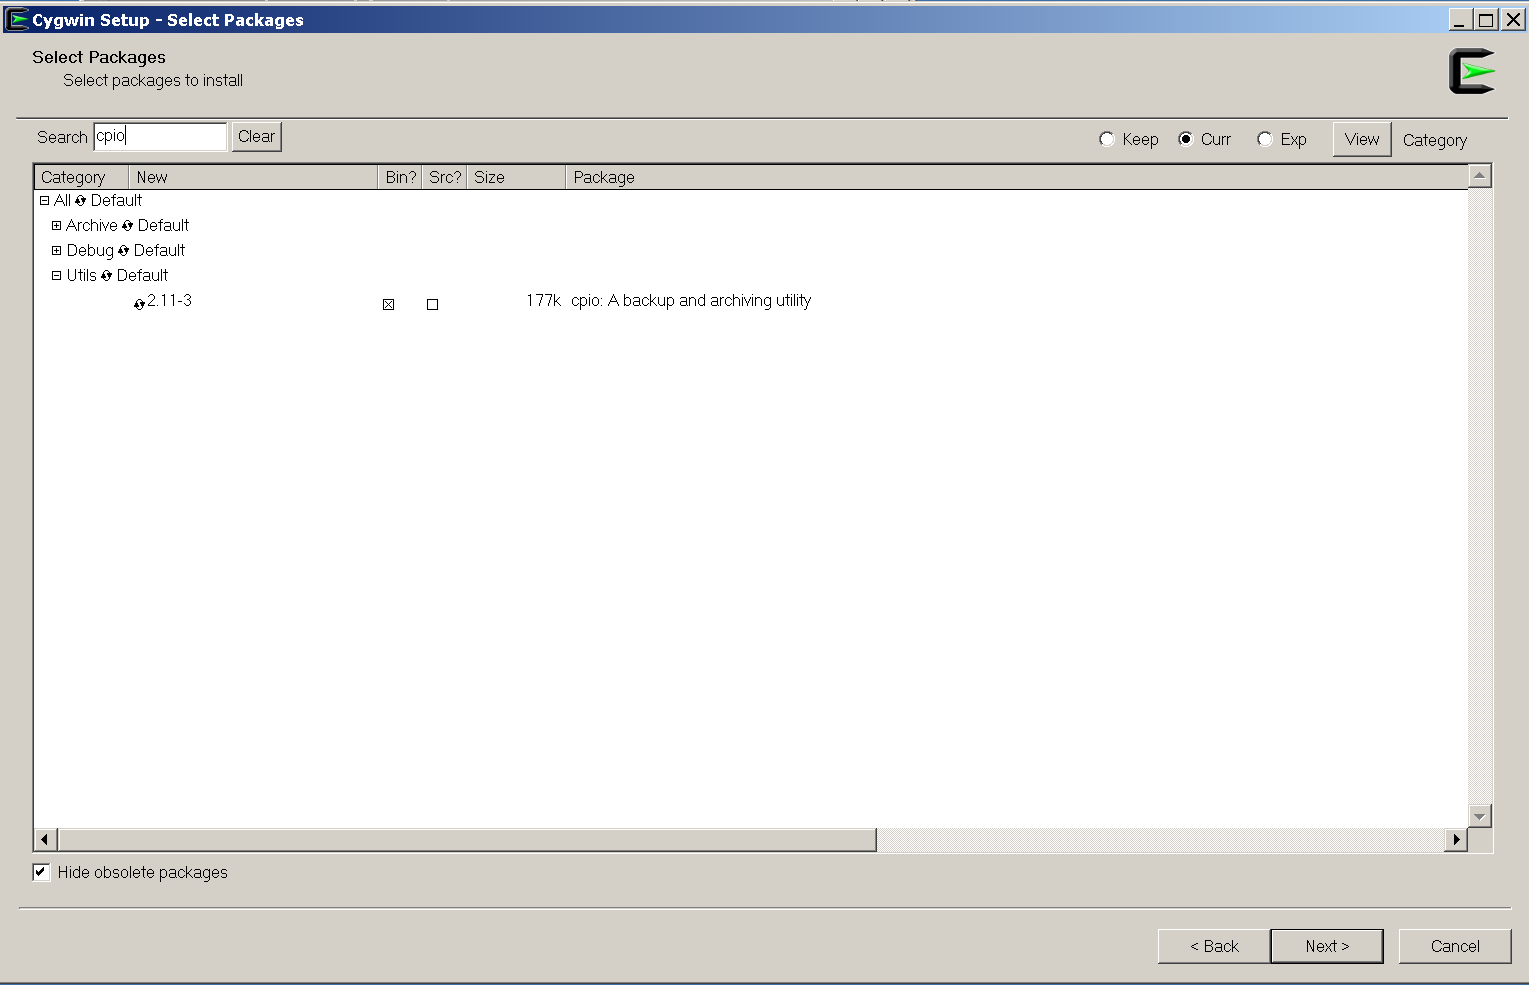 Cygwin Setup - Select Packages
Select Packages
Select packages to install
Search cpio Clear Keep Curr Exp View Category
Category New Bin? Src? Size Package
All Default
Archive Default
Debug Default
Utils Default
2.11-3 177k cpio: A backup and archiving utility
Hide obsolete packages
< Back Next > Cancel